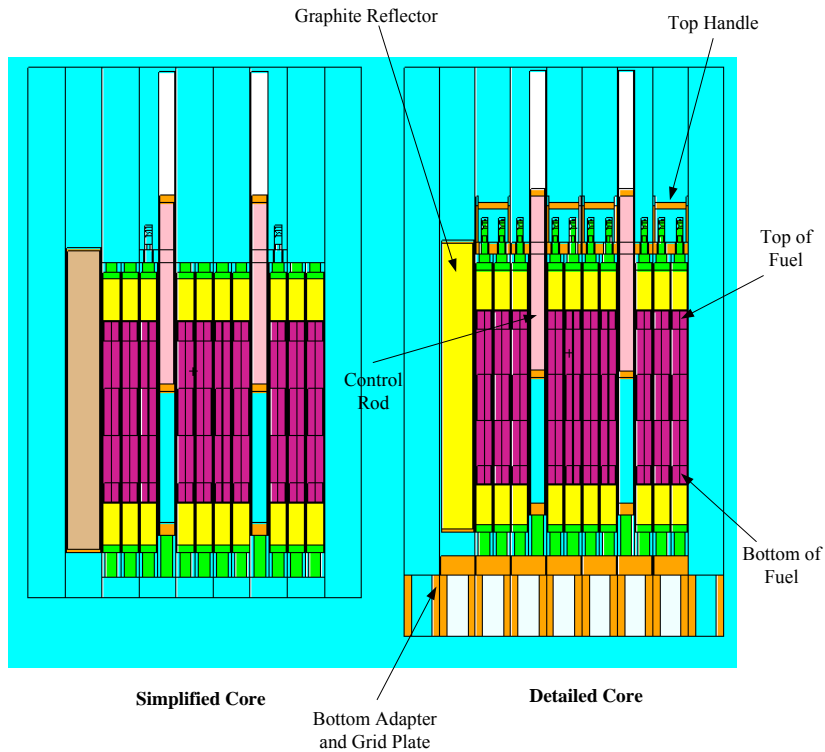 Graphite Reflector
Top Handle
Top of
Fuel
Control
Rod
Bottom of
Fuel
Simplified Core
Detailed Core
Bottom Adapter
and Grid Plate